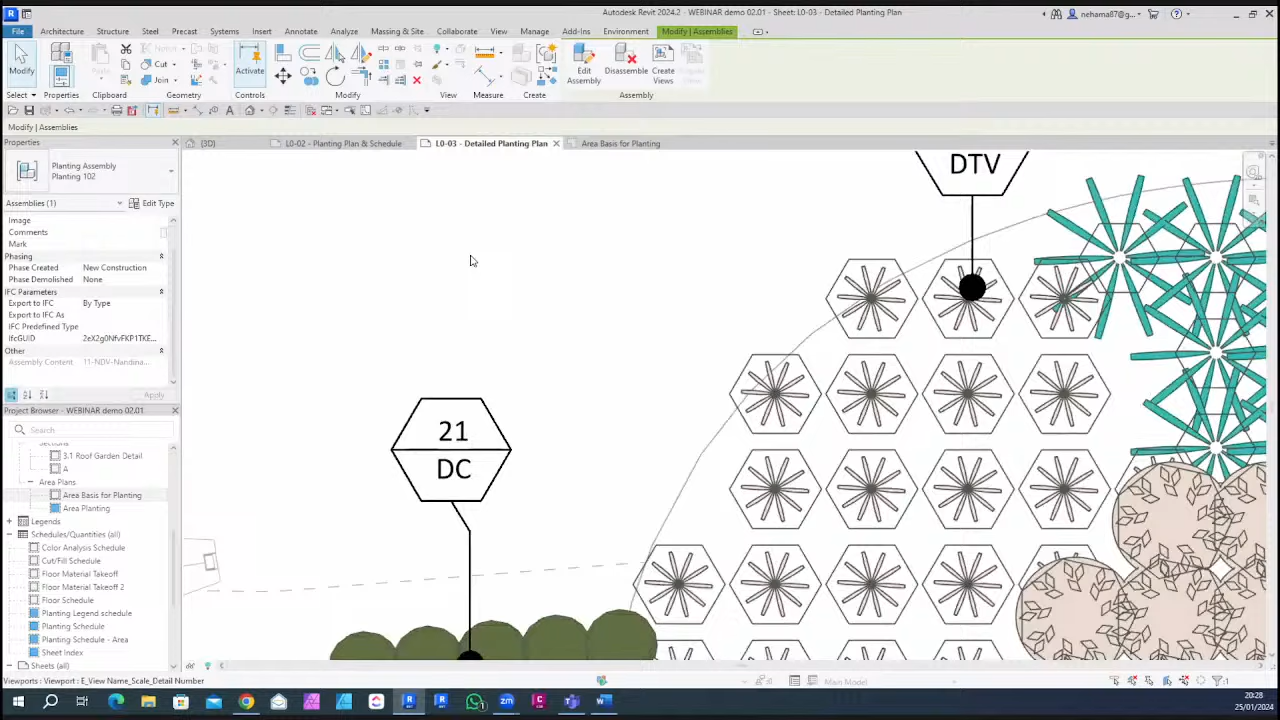 Autodesk Revit 2024.2 - WEBINAR demo 02.01 - Sheet: L0-03 - Detailed Planting Plan
nehama87@g...
File Architecture Structure Steel Precast Systems Insert Annotate Analyze Massing & Site Collaborate View Manage Add-Ins Environment Modify | Assemblies
Modify
Paste
Cut
Join
Activate
Edit Assembly
Disassemble
Create Views
Select Properties Clipboard Geometry Controls Modify View Measure Create Assembly
Modify | Assemblies
Properties
{3D}
L0-02 - Planting Plan & Schedule
L0-03 - Detailed Planting Plan
Area Basis for Planting
Planting Assembly
Planting 102
Assemblies (1)
Edit Type
Image
Comments
Mark
Phasing
Phase Created New Construction
Phase Demolished None
IFC Parameters
Export to IFC By Type
Export to IFC As
IFC Predefined Type
IfcGUID 2eX2g0NfvFKP1TKE...
Other
Assembly Content 11-NDV-Nandina...
Apply
Project Browser - WEBINAR demo 02.01
Search
3.1 Roof Garden Detail
A
Area Plans
Area Basis for Planting
Area Planting
Legends
Schedules/Quantities (all)
Color Analysis Schedule
Cut/Fill Schedule
Floor Material Takeoff
Floor Material Takeoff 2
Floor Schedule
Planting Legend schedule
Planting Schedule
Planting Schedule - Area
Sheet Index
Sheets (all)
DTV
21
DC
Viewports : Viewport : E_View Name_Scale_Detail Number
:0
Main Model
:1
20:28
25/01/2024